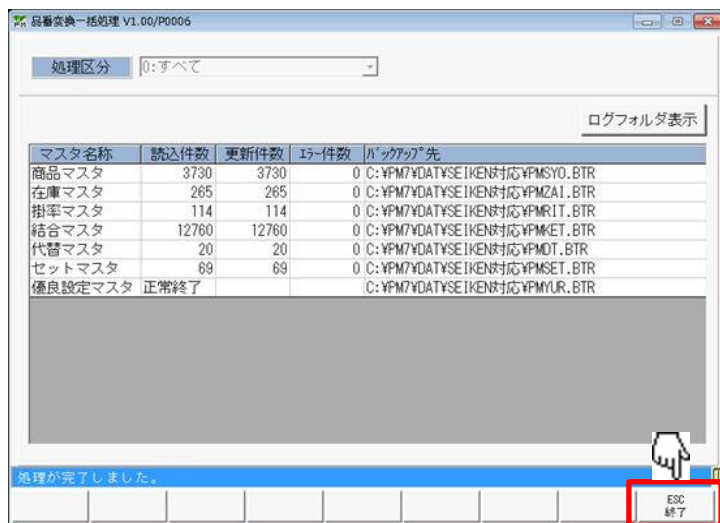 品番変換一括処理 V1.00/P0006
処理区分 0:すべて
ログフォルダ表示
マスタ名称 読込件数 更新件数 ｴﾗｰ件数 ﾊﾞｯｸｱｯﾌﾟ先
商品マスタ 3730 3730 0 C:¥PM7¥DAT¥SEIKEN対応¥PMSYO.BTR
在庫マスタ 265 265 0 C:¥PM7¥DAT¥SEIKEN対応¥PMZAI.BTR
掛率マスタ 114 114 0 C:¥PM7¥DAT¥SEIKEN対応¥PMRIT.BTR
結合マスタ 12760 12760 0 C:¥PM7¥DAT¥SEIKEN対応¥PMKET.BTR
代替マスタ 20 20 0 C:¥PM7¥DAT¥SEIKEN対応¥PMDT.BTR
セットマスタ 69 69 0 C:¥PM7¥DAT¥SEIKEN対応¥PMSET.BTR
優良設定マスタ 正常終了 C:¥PM7¥DAT¥SEIKEN対応¥PMYUR.BTR
処理が完了しました。
ESC
終了